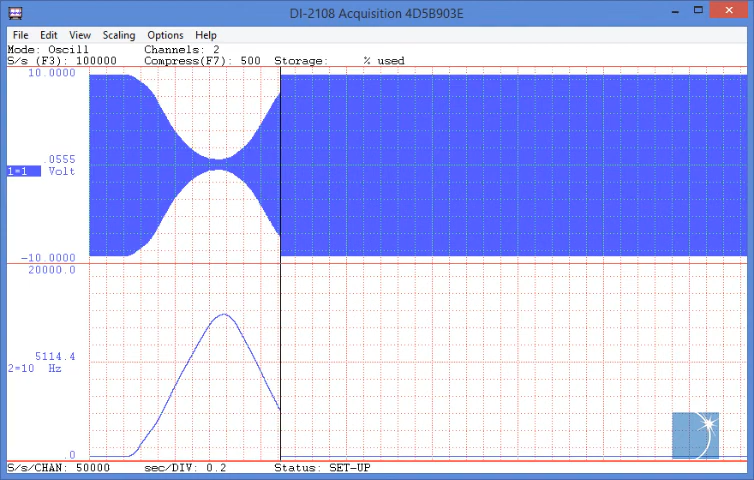 DI-2108 Acquisition 4D5B903E
File Edit View Scaling Options Help
Mode: Oscill Channels: 2
S/s (F3): 100000 Compress(F7): 500 Storage: % used
10.0000
.0555
1=1 Volt
-10.0000
20000.0
5114.4
2=10 Hz
.0
S/s/CHAN: 50000 sec/DIV: 0.2 Status: SET-UP